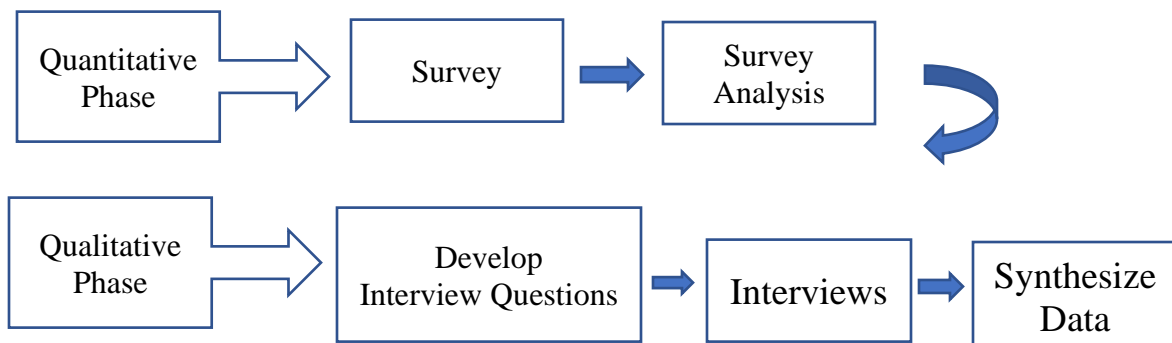 Quantitative
Phase
Survey
Survey
Analysis
Qualitative
Phase
Develop
Interview Questions
Interviews
Synthesize
Data